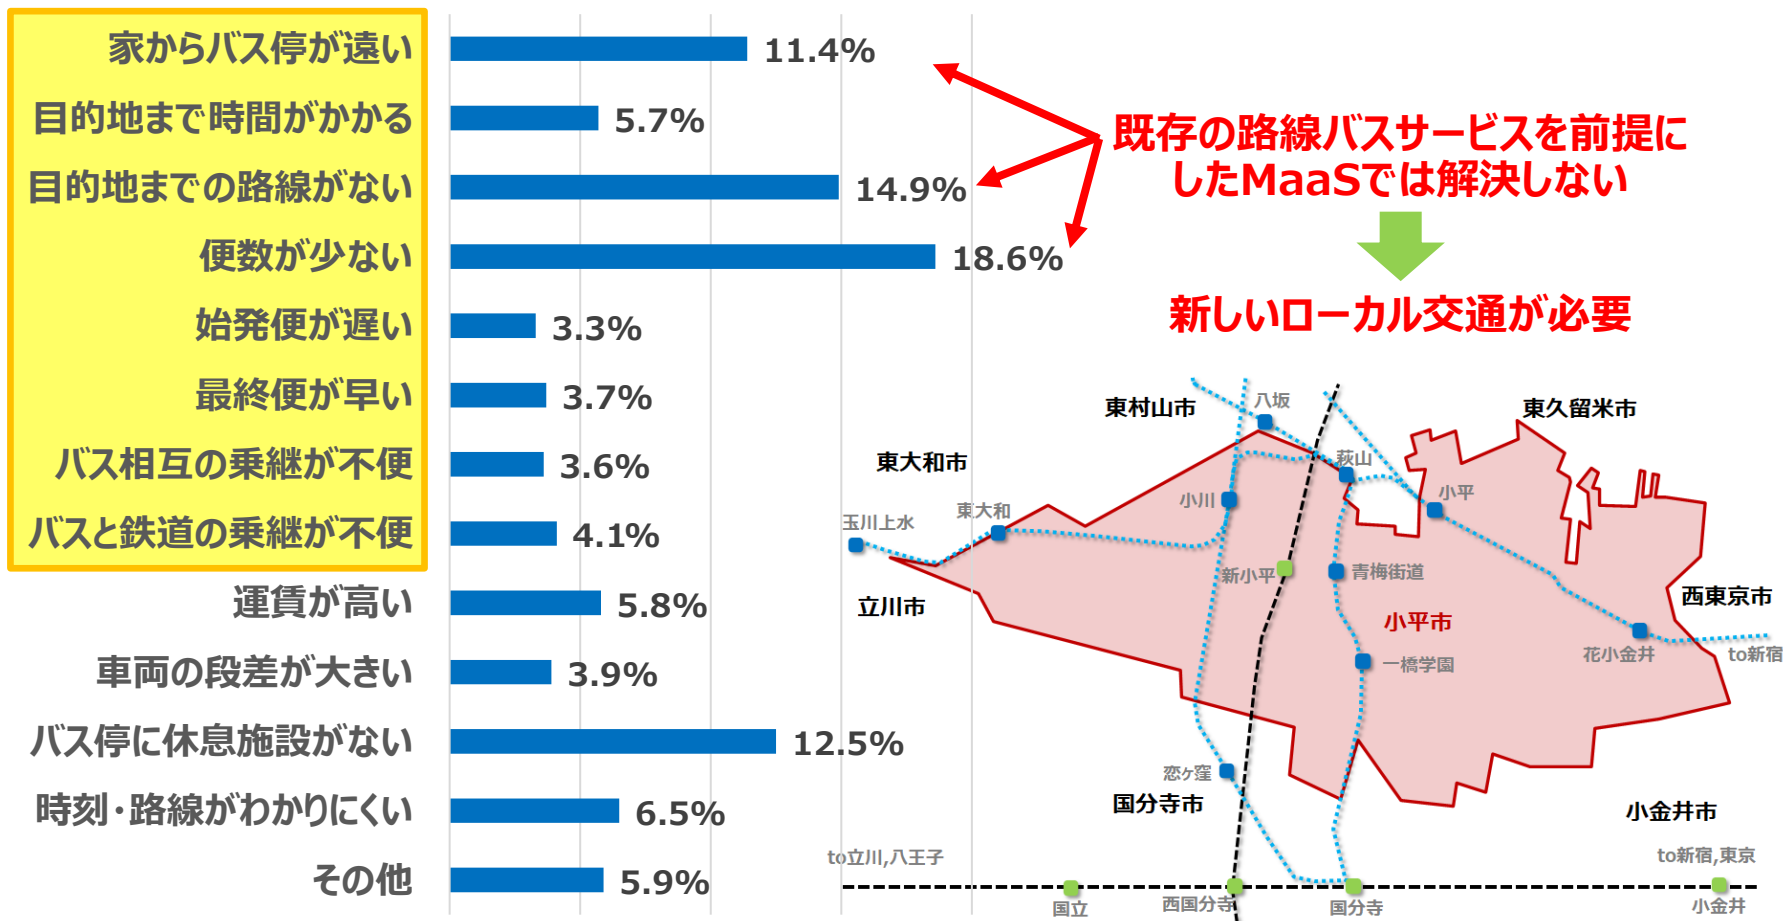 家からバス停が遠い 11.4%
目的地まで時間がかかる 5.7%
目的地までの路線がない 14.9%
便数が少ない 18.6%
始発便が遅い 3.3%
最終便が早い 3.7%
バス相互の乗継が不便 3.6%
バスと鉄道の乗継が不便 4.1%
運賃が高い 5.8%
車両の段差が大きい 3.9%
バス停に休息施設がない 12.5%
時刻・路線がわかりにくい 6.5%
その他 5.9%
既存の路線バスサービスを前提に
したMaaSでは解決しない
新しいローカル交通が必要
東村山市
八坂
東久留米市
東大和市
萩山
小川
小平
玉川上水
東大和
新小平
青梅街道
立川市
小平市
西東京市
一橋学園
花小金井
to新宿
恋ヶ窪
国分寺市
小金井市
to立川,八王子
to新宿,東京
国立
西国分寺
国分寺
小金井